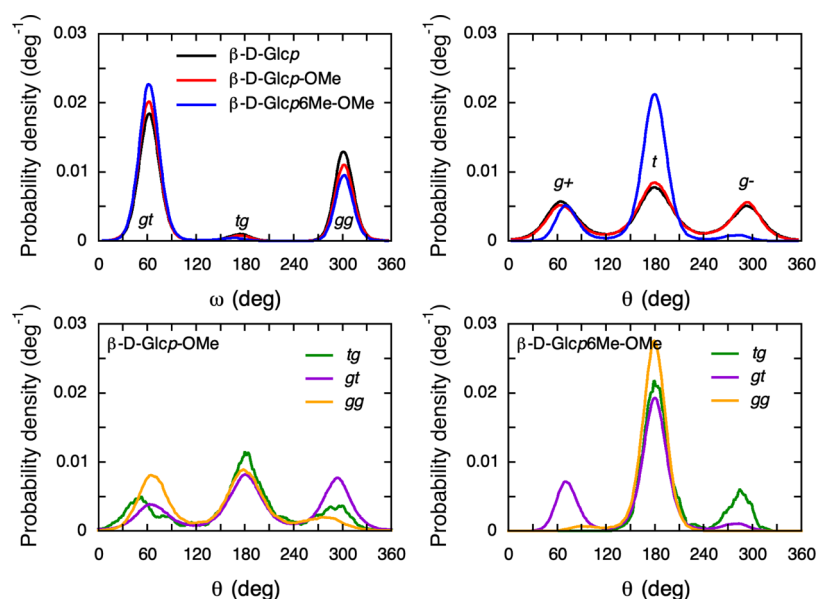 Probability density (deg-1)
0.03
0.02
0.01
0
β-D-Glcp
β-D-Glcp-OMe
β-D-Glcp6Me-OMe
gt
tg
gg
0 60 120 180 240 300 360
ω (deg)
Probability density (deg-1)
0.03
0.02
0.01
0
g+
t
g-
0 60 120 180 240 300 360
θ (deg)
Probability density (deg-1)
0.03
0.02
0.01
0
β-D-Glcp-OMe
tg
gt
gg
0 60 120 180 240 300 360
θ (deg)
Probability density (deg-1)
0.03
0.02
0.01
0
β-D-Glcp6Me-OMe
tg
gt
gg
0 60 120 180 240 300 360
θ (deg)